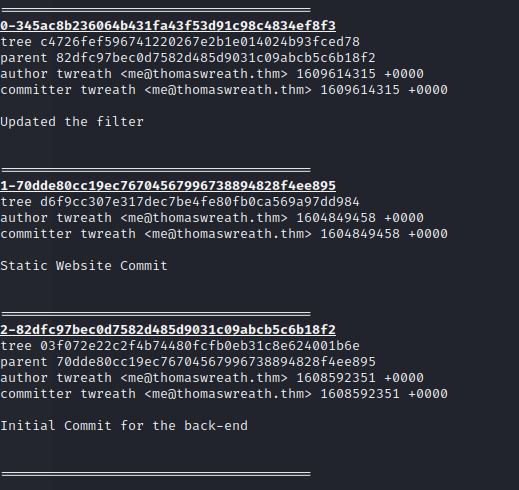 =======================================
0-345ac8b236064b431fa43f53d91c98c4834ef8f3
tree c4726fef596741220267e2b1e014024b93fced78
parent 82dfc97bec0d7582d485d9031c09abcb5c6b18f2
author twreath <me@thomaswreath.thm> 1609614315 +0000
committer twreath <me@thomaswreath.thm> 1609614315 +0000
Updated the filter
=======================================
1-70dde80cc19ec76704567996738894828f4ee895
tree d6f9cc307e317dec7be4fe80fb0ca569a97dd984
author twreath <me@thomaswreath.thm> 1604849458 +0000
committer twreath <me@thomaswreath.thm> 1604849458 +0000
Static Website Commit
=======================================
2-82dfc97bec0d7582d485d9031c09abcb5c6b18f2
tree 03f072e22c2f4b74480fcfb0eb31c8e624001b6e
parent 70dde80cc19ec76704567996738894828f4ee895
author twreath <me@thomaswreath.thm> 1608592351 +0000
committer twreath <me@thomaswreath.thm> 1608592351 +0000
Initial Commit for the back-end
=======================================